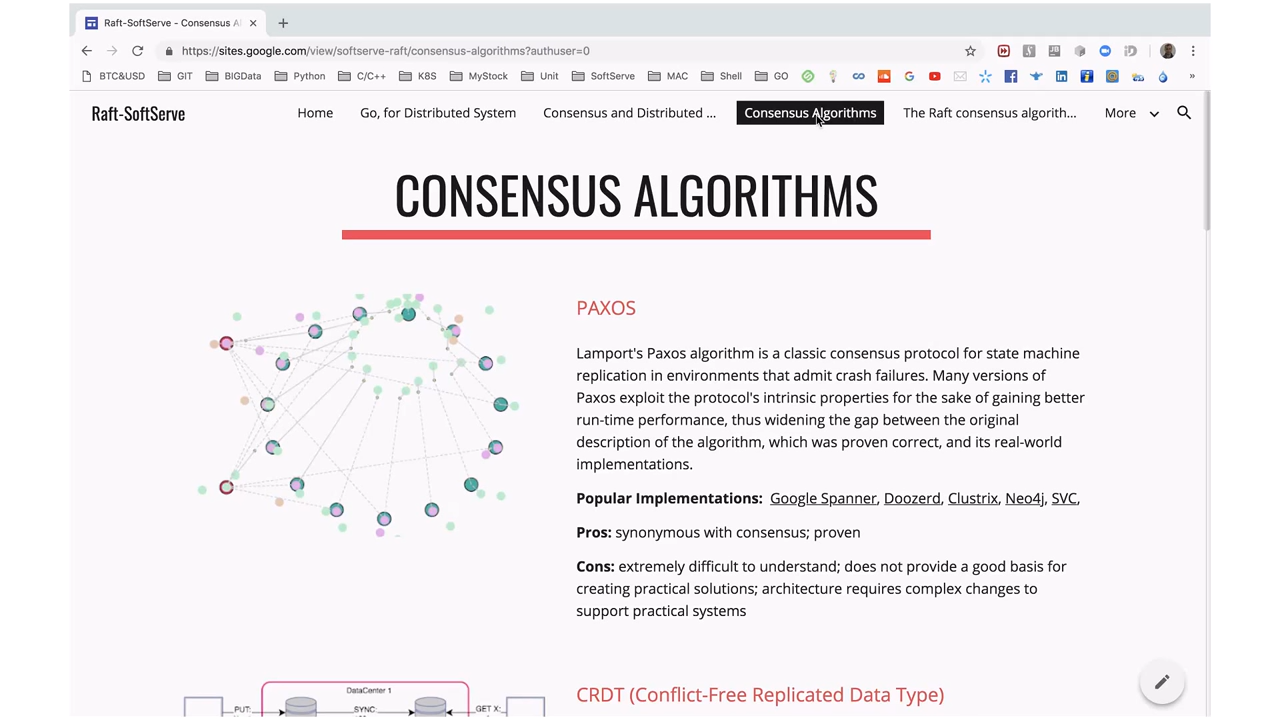 Raft-SoftServe - Consensus Al
https://sites.google.com/view/softserve-raft/consensus-algorithms?authuser=0
BTC&USD GIT BIGData Python C/C++ K8S MyStock Unit SoftServe MAC Shell GO »
Raft-SoftServe Home Go, for Distributed System Consensus and Distributed ... Consensus Algorithms The Raft consensus algorith... More
CONSENSUS ALGORITHMS
PAXOS
Lamport's Paxos algorithm is a classic consensus protocol for state machine
replication in environments that admit crash failures. Many versions of
Paxos exploit the protocol's intrinsic properties for the sake of gaining better
run-time performance, thus widening the gap between the original
description of the algorithm, which was proven correct, and its real-world
implementations.
Popular Implementations: Google Spanner, Doozerd, Clustrix, Neo4j, SVC,
Pros: synonymous with consensus; proven
Cons: extremely difficult to understand; does not provide a good basis for
creating practical solutions; architecture requires complex changes to
support practical systems
DataCenter 1
PUT: SYNC: GET X:
CRDT (Conflict-Free Replicated Data Type)